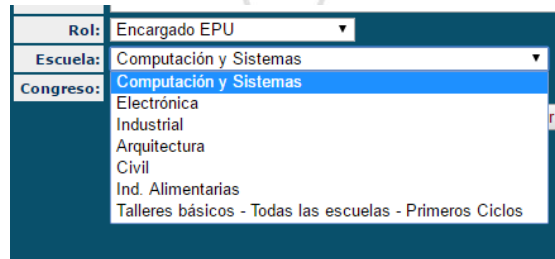 Rol: Encargado EPU
Escuela: Computación y Sistemas
Congreso: Computación y Sistemas
Electrónica
Industrial
Arquitectura
Civil
Ind. Alimentarias
Talleres básicos - Todas las escuelas - Primeros Ciclos